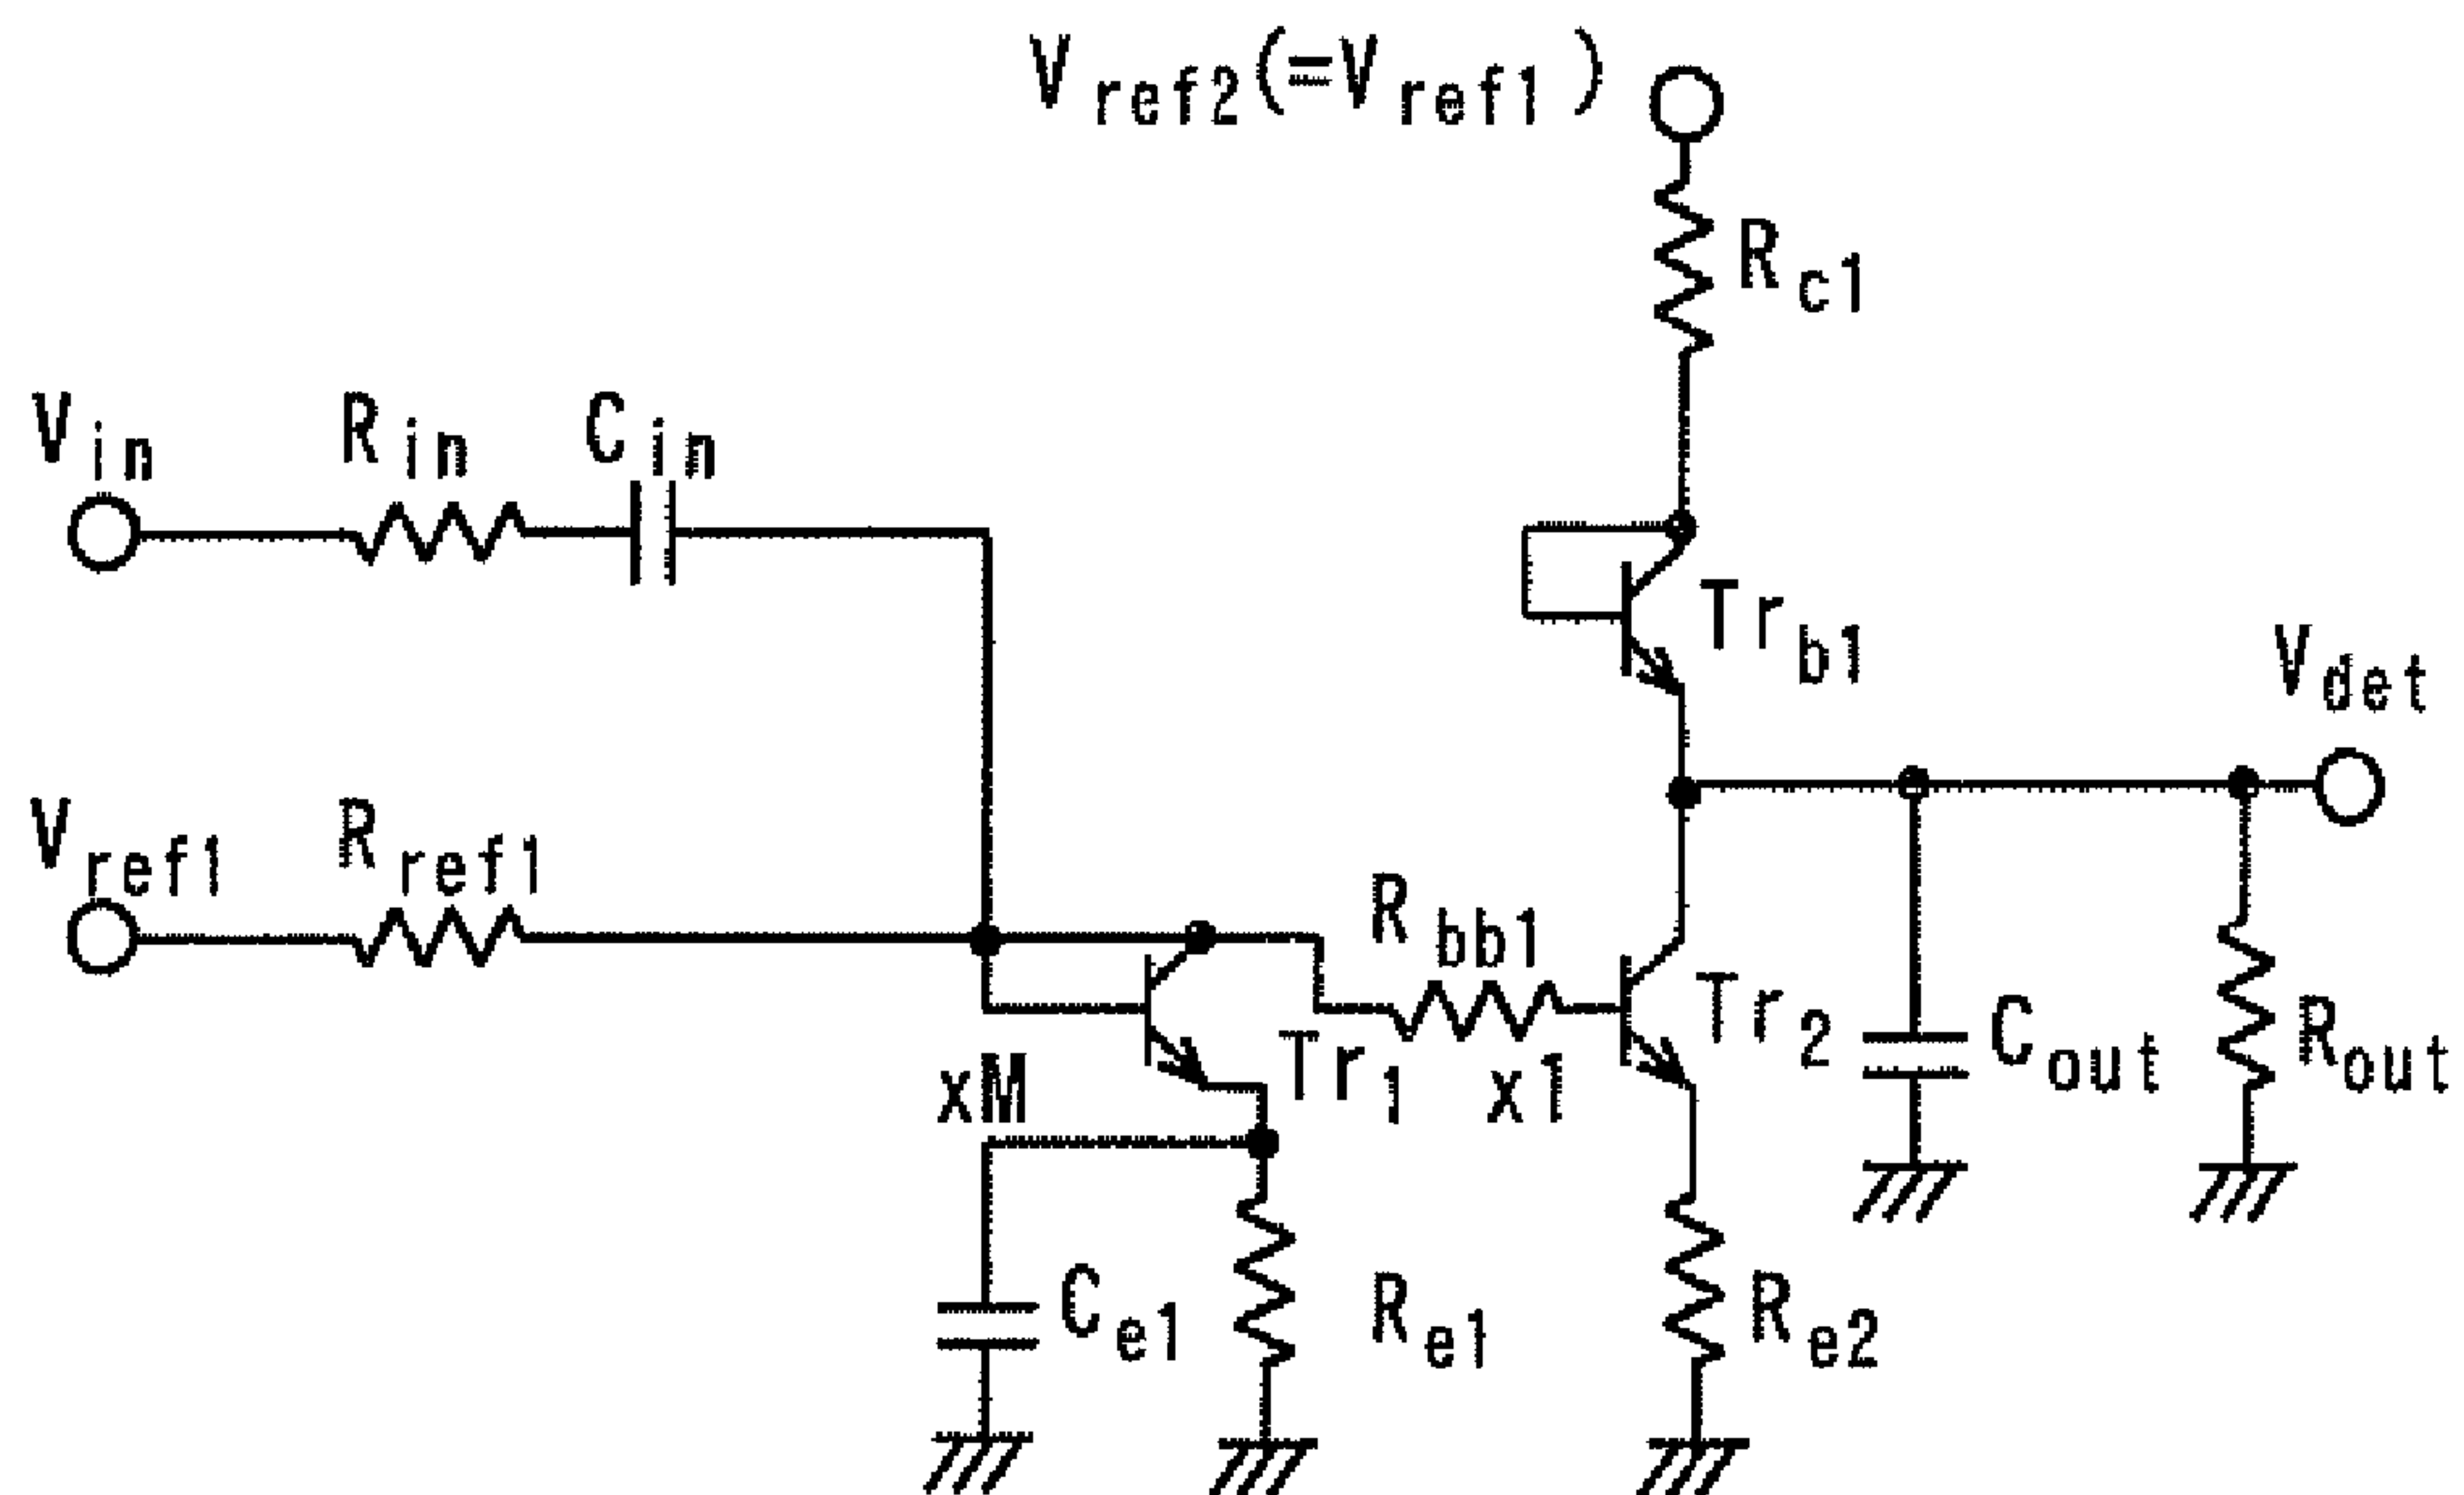 Vref2(=Vref1)
Rc1
Vin Rin Cin
Trb1
Vdet
Vref1 Rref1
Rbb1
Tr2
Cout Rout
xM Tr1 x1
Ce1 Re1 Re2